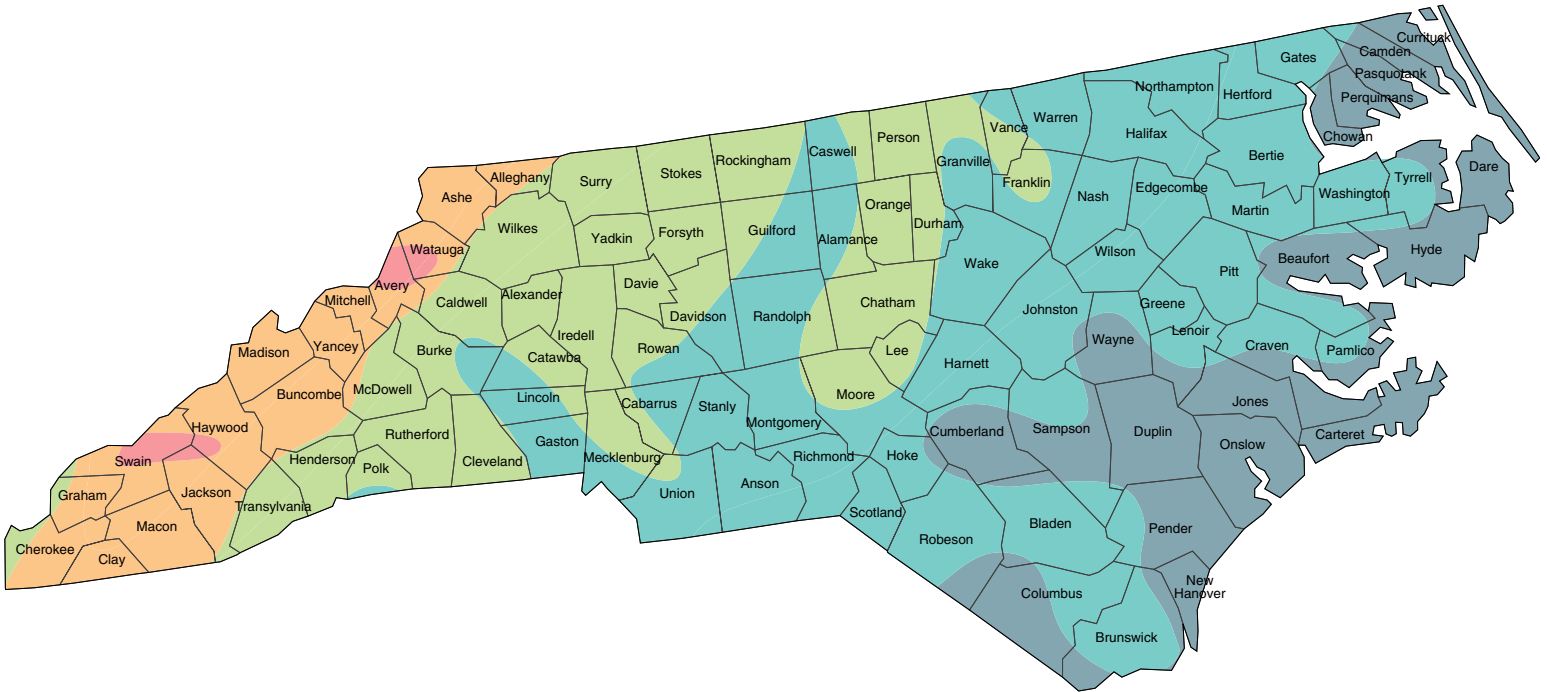 Currituck
Camden
Gates
Pasquotank
Northampton
Hertford
Perquimans
Warren
Vance
Halifax
Chowan
Person
Caswell
Rockingham
Granville
Bertie
Dare
Stokes
Alleghany
Surry
Franklin
Tyrrell
Edgecombe
Washington
Ashe
Nash
Orange
Martin
Wilkes
Durham
Guilford
Forsyth
Yadkin
Alamance
Watauga
Wilson
Hyde
Beaufort
Wake
Pitt
Davie
Avery
Alexander
Mitchell
Caldwell
Chatham
Greene
Johnston
Davidson
Randolph
Lenoir
Iredell
Wayne
Craven
Yancey
Rowan
Burke
Lee
Pamlico
Madison
Catawba
Harnett
McDowell
Buncombe
Moore
Lincoln
Jones
Cabarrus
Stanly
Montgomery
Haywood
Sampson
Cumberland
Duplin
Rutherford
Carteret
Gaston
Onslow
Hoke
Richmond
Mecklenburg
Henderson
Cleveland
Swain
Polk
Anson
Jackson
Union
Graham
Transylvania
Scotland
Bladen
Macon
Pender
Robeson
Cherokee
Clay
New
Hanover
Columbus
Brunswick